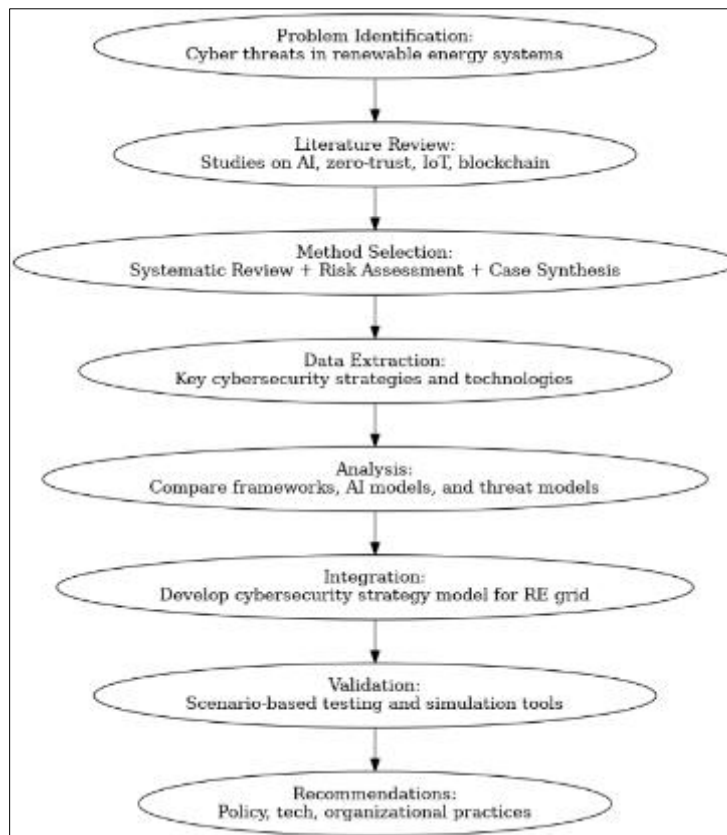 Problem Identification:
Cyber threats in renewable energy systems
Literature Review:
Studies on AI, zero-trust, IoT, blockchain
Method Selection:
Systematic Review + Risk Assessment + Case Synthesis
Data Extraction:
Key cybersecurity strategies and technologies
Analysis:
Compare frameworks, AI models, and threat models
Integration:
Develop cybersecurity strategy model for RE grid
Validation:
Scenario-based testing and simulation tools
Recommendations:
Policy, tech, organizational practices